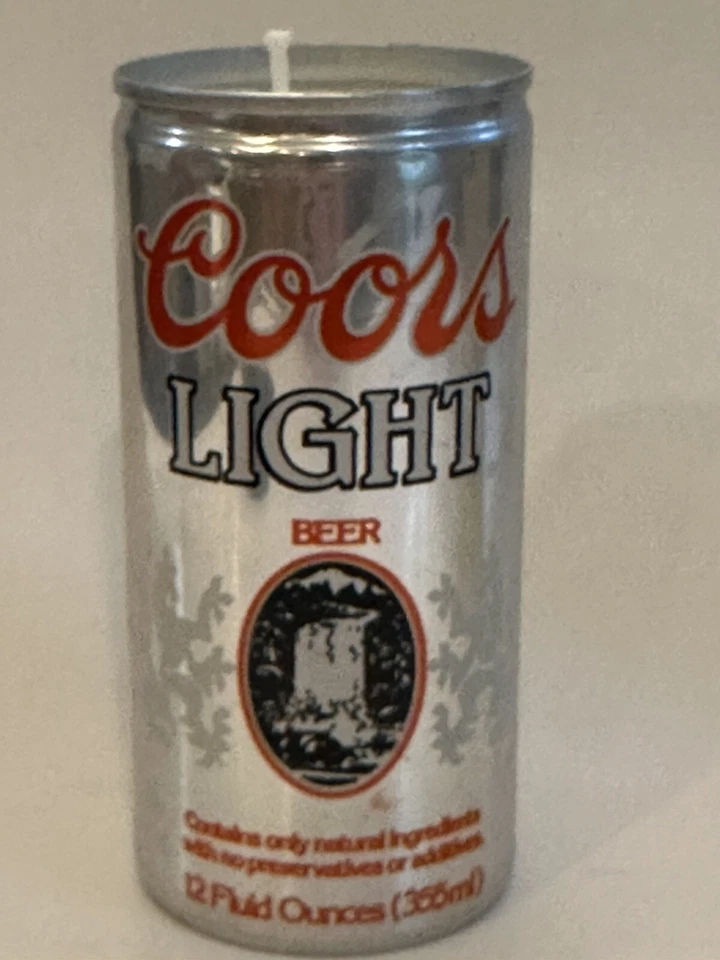 Coors
LIGHT
BEER
Contains only natural ingredients
with no preservatives or additives.
12 Fluid Ounces (355ml)